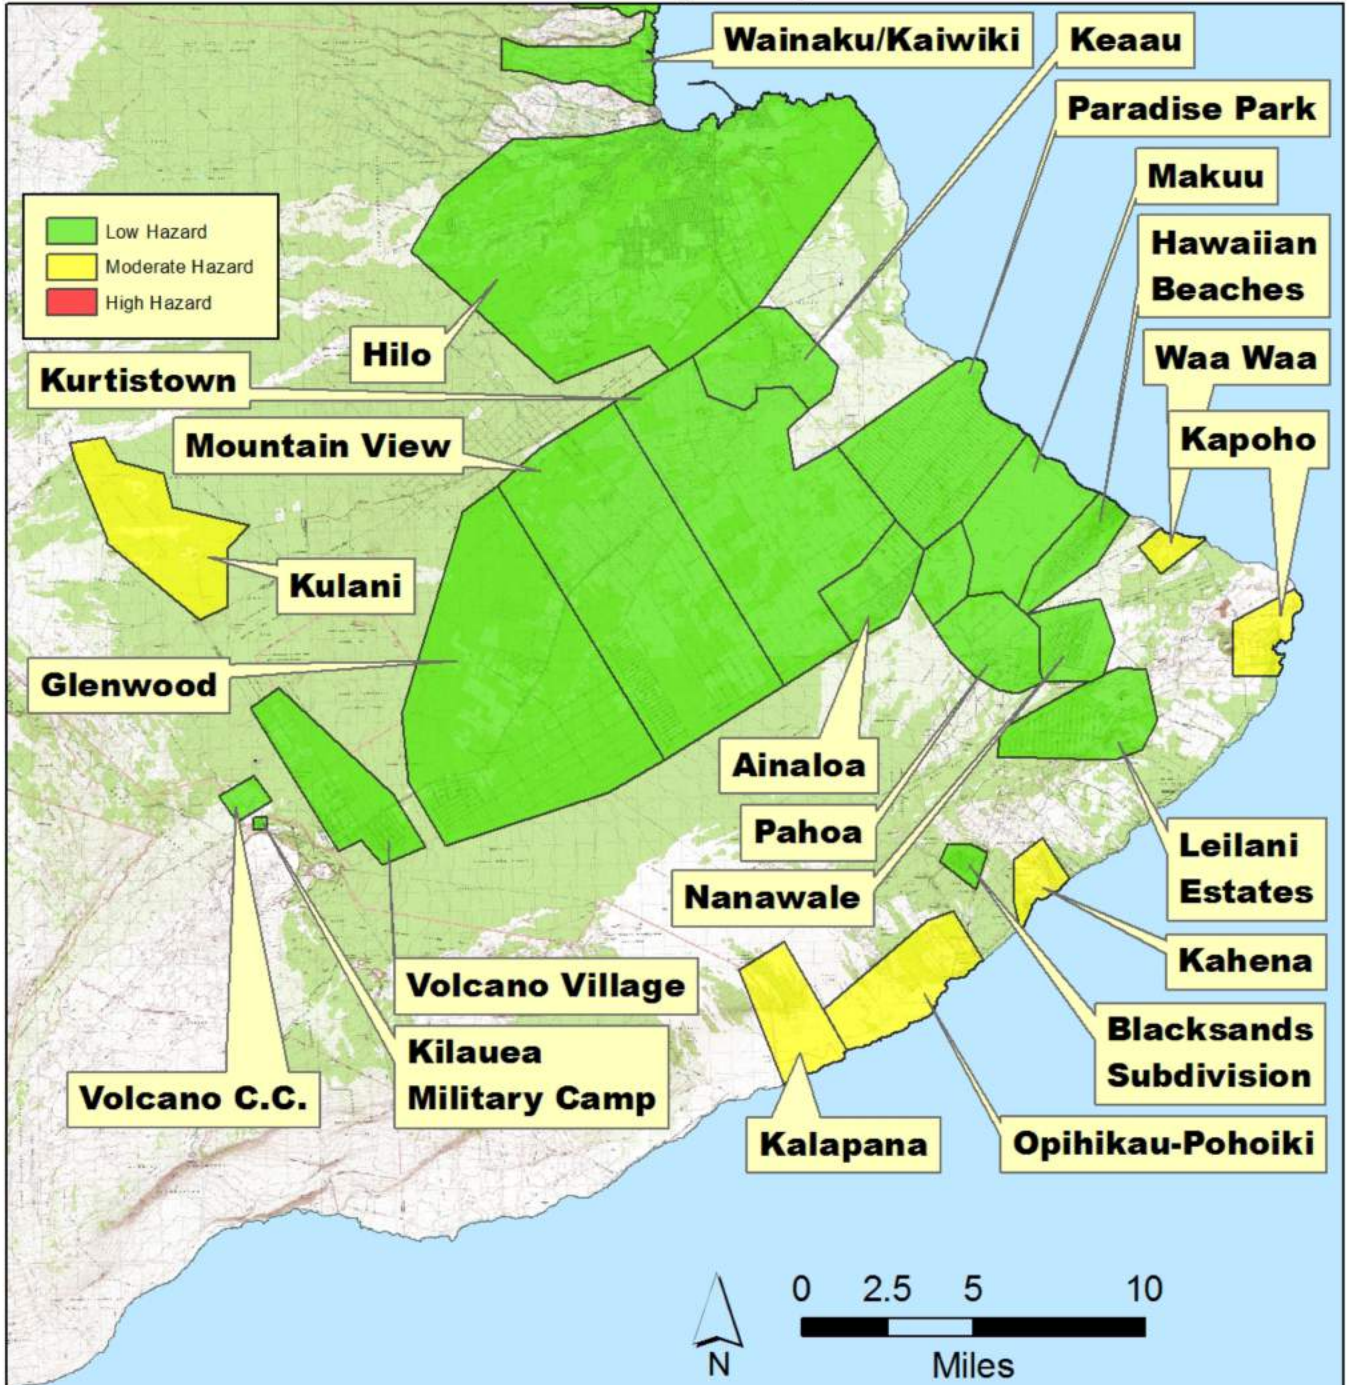 Wainaku/Kaiwiki
Keaau
Paradise Park
Makuu
Hawaiian
Beaches
Waa Waa
Kapoho
Low Hazard
Moderate Hazard
High Hazard
Hilo
Kurtistown
Mountain View
Kulani
Glenwood
Ainaloa
Pahoa
Nanawale
Leilani
Estates
Kahena
Blacksands
Subdivision
Opihikau-Pohoiki
Kalapana
Volcano Village
Kilauea
Military Camp
Volcano C.C.
0 2.5 5 10
Miles
N